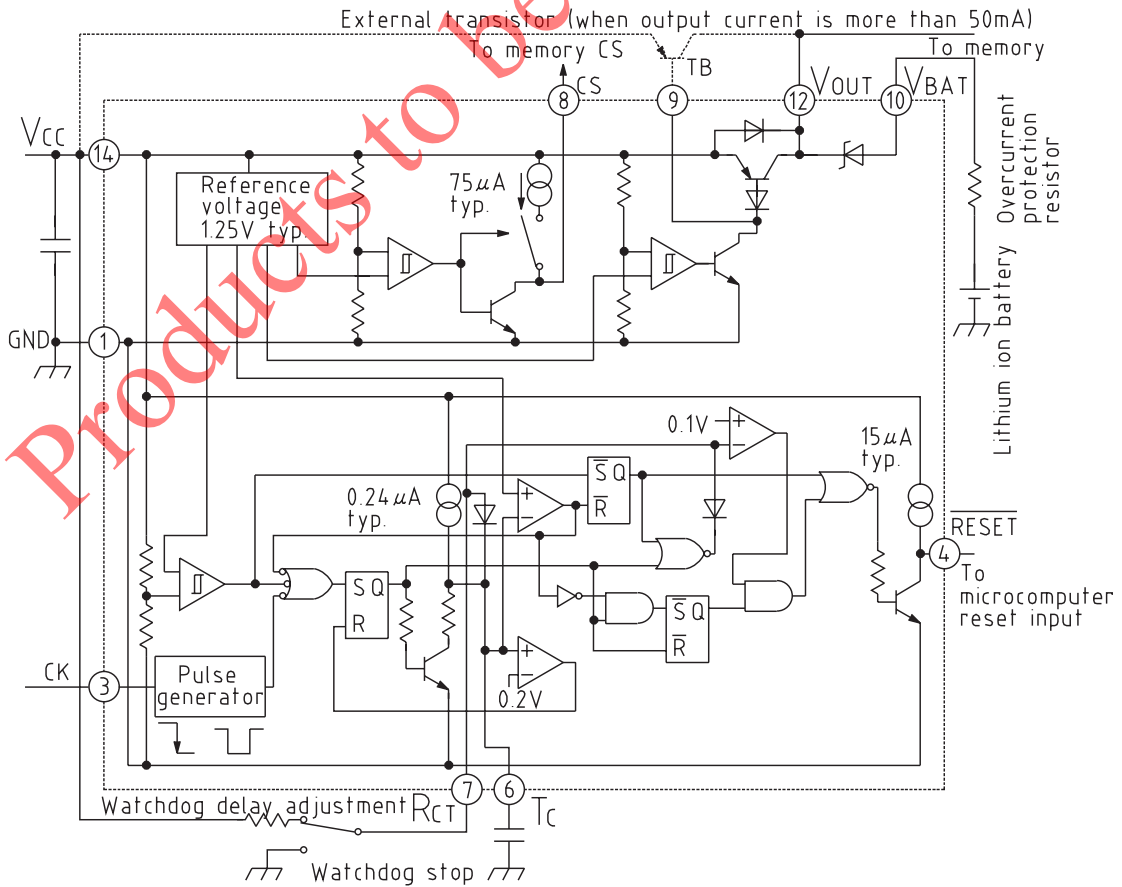 External transistor (when output current is more than 50mA)
To memory CS
To memory
TB
CS
8
9
12
VOUT
10
VBAT
VCC
14
Reference
voltage
1.25V typ.
75μA
typ.
Overcurrent
protection
resistor
Lithium ion battery
GND
1
0.1V
+
−
15μA
typ.
S Q
R
0.24μA
typ.
+
−
RESET
4
To
microcomputer
reset input
S Q
R
S Q
R
CK
3
Pulse
generator
+
−
0.2V
7
6
Watchdog delay adjustment
RCT
TC
Watchdog stop
Products to be